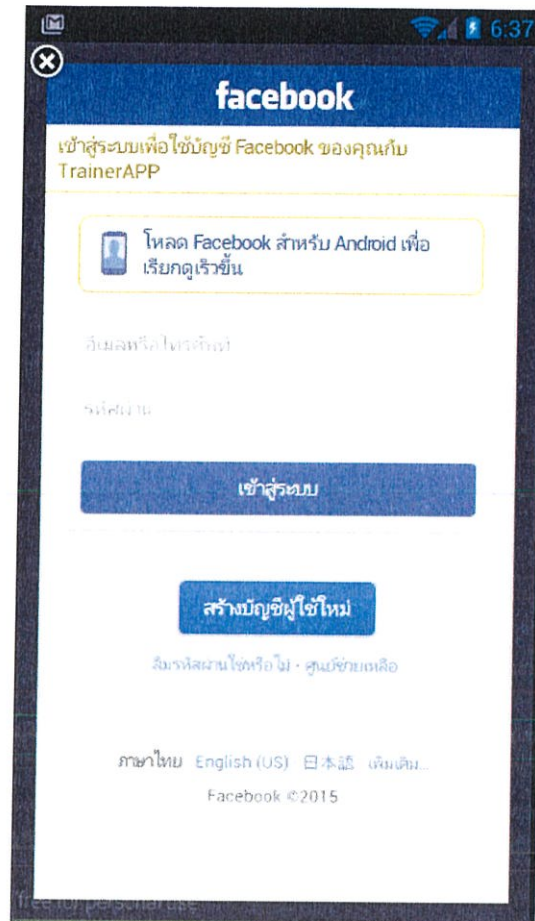 6:37
facebook
เข้าสู่ระบบเพื่อใช้บัญชี Facebook ของคุณกับ
TrainerAPP
โหลด Facebook สำหรับ Android เพื่อ
เรียกดูเร็วขึ้น
อีเมลหรือโทรศัพท์
รหัสผ่าน
เข้าสู่ระบบ
สร้างบัญชีผู้ใช้ใหม่
ลืมรหัสผ่านใช่หรือไม่ · ศูนย์ช่วยเหลือ
ภาษาไทย English (US) 日本語 เพิ่มเติม...
Facebook ©2015
free for personal use